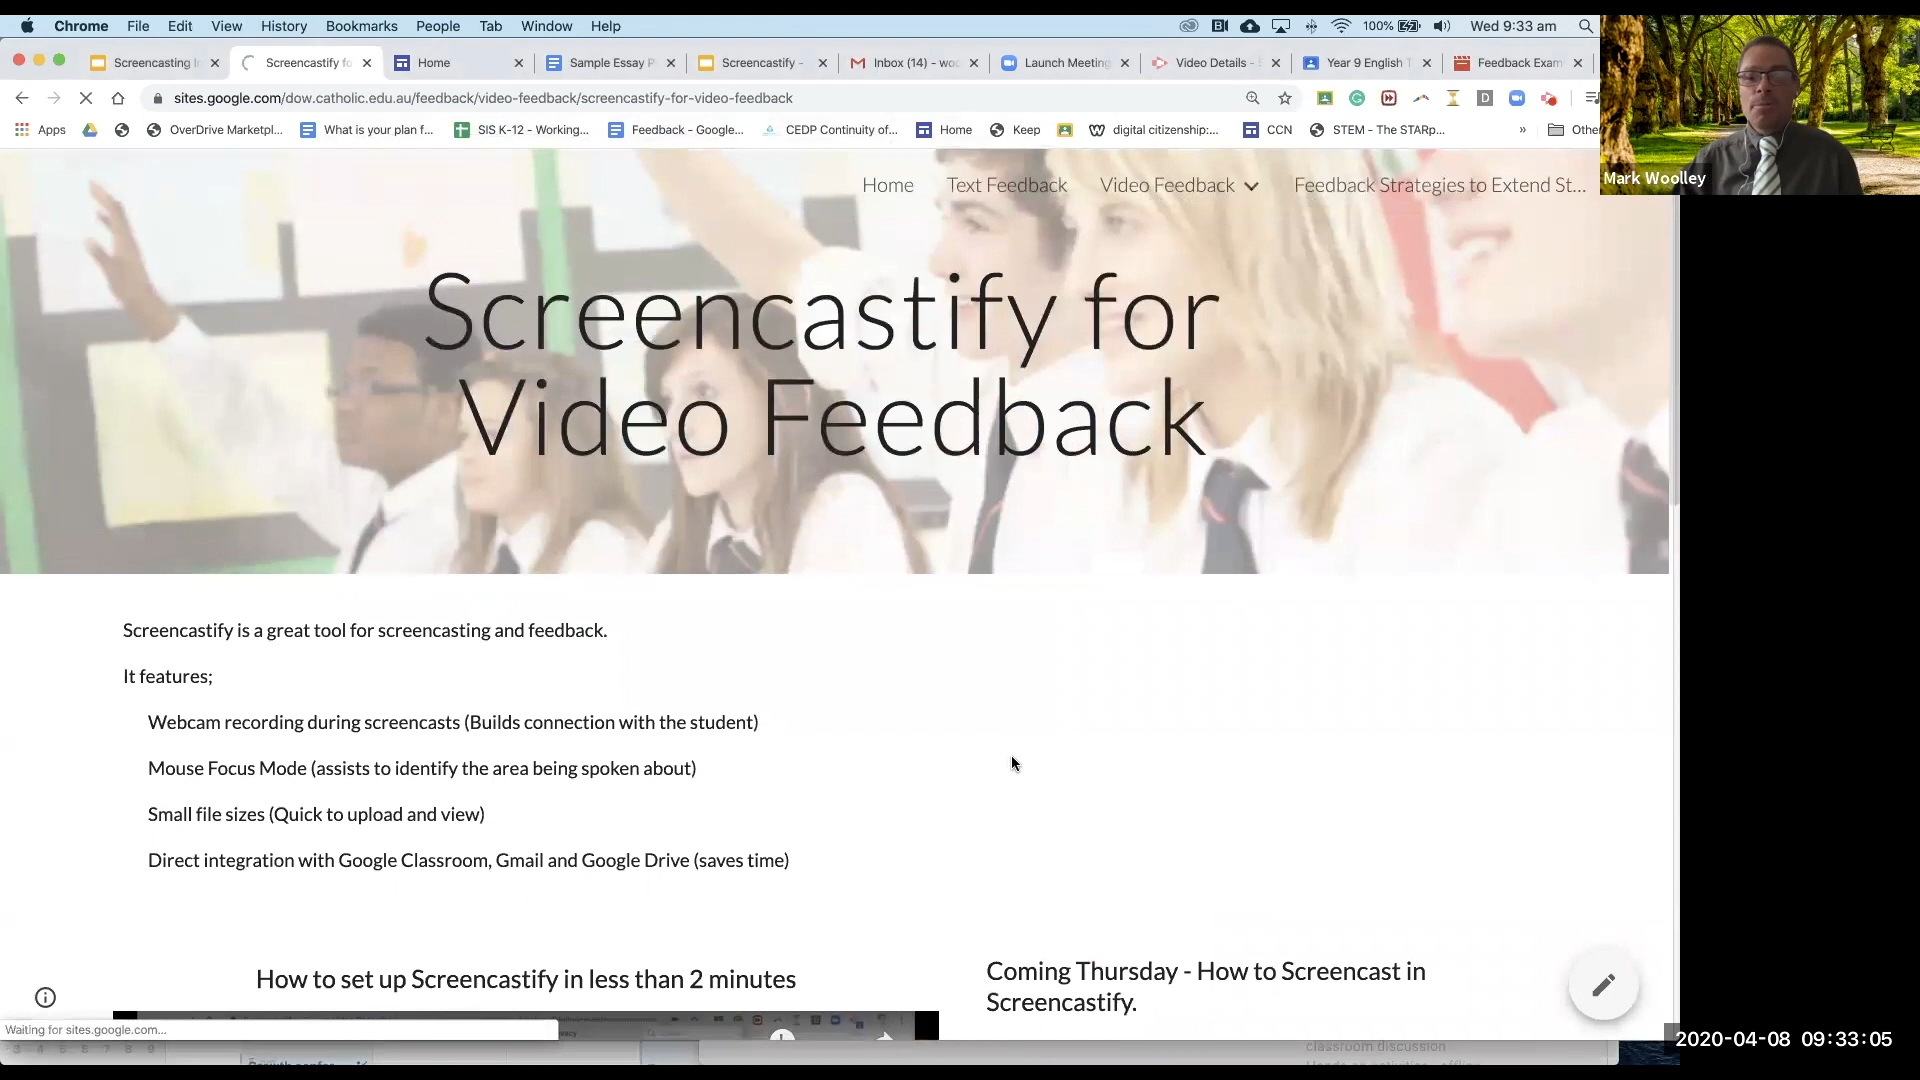 Chrome File Edit View History Bookmarks People Tab Window Help 100% Wed 9:33 am
Screencasting Screencastify fo Home Sample Essay P Screencastify - Inbox (14) - woo Launch Meeting Video Details - Year 9 English Feedback Exam
sites.google.com/dow.catholic.edu.au/feedback/video-feedback/screencastify-for-video-feedback
Apps OverDrive Marketpl... What is your plan f... SIS K-12 - Working... Feedback - Google... CEDP Continuity of... Home Keep digital citizenship:... CCN STEM - The STARp... » Othe
Mark Woolley
Home Text Feedback Video Feedback Feedback Strategies to Extend St...
Screencastify for
Video Feedback
Screencastify is a great tool for screencasting and feedback.
It features;
Webcam recording during screencasts (Builds connection with the student)
Mouse Focus Mode (assists to identify the area being spoken about)
Small file sizes (Quick to upload and view)
Direct integration with Google Classroom, Gmail and Google Drive (saves time)
How to set up Screencastify in less than 2 minutes
Coming Thursday - How to Screencast in
Screencastify.
Waiting for sites.google.com...
classroom discussion
2020-04-08 09:33:05